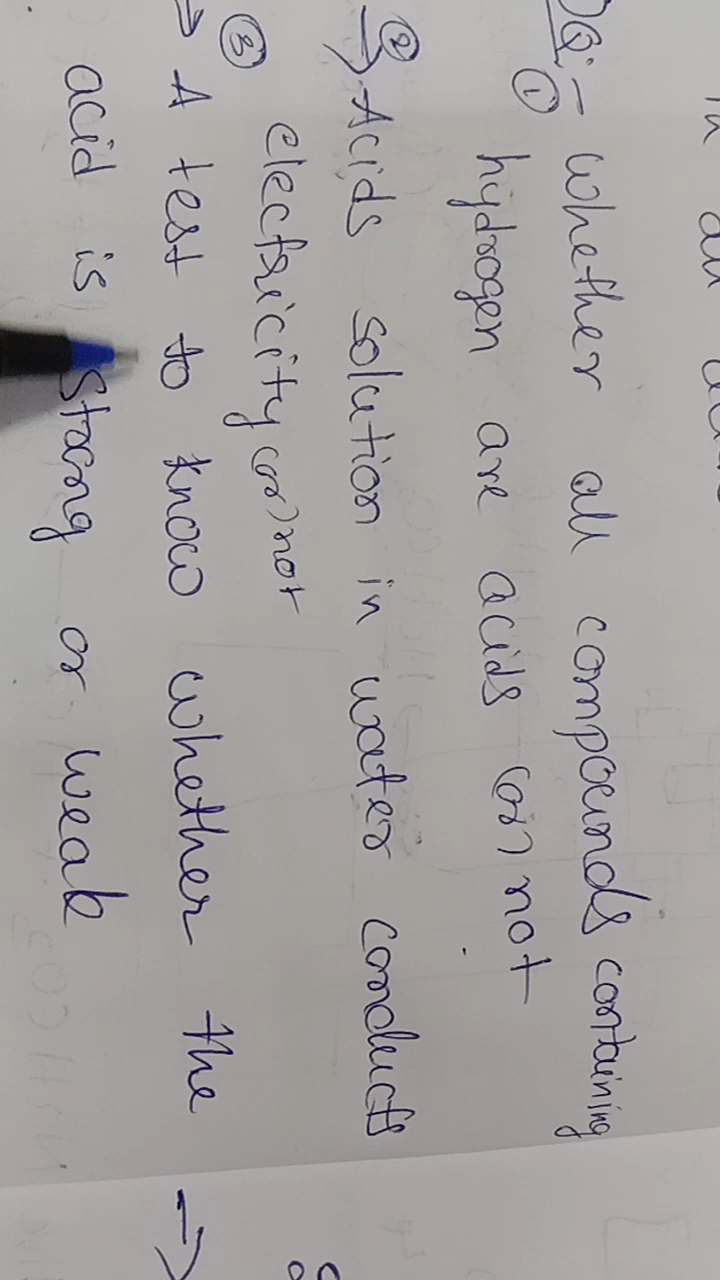 Q:- Whether all compounds containing
① hydrogen are acids (or) not
② → Acids solution in water conducts
electricity (or) not
③ → A test to know whether the
acid is strong or weak